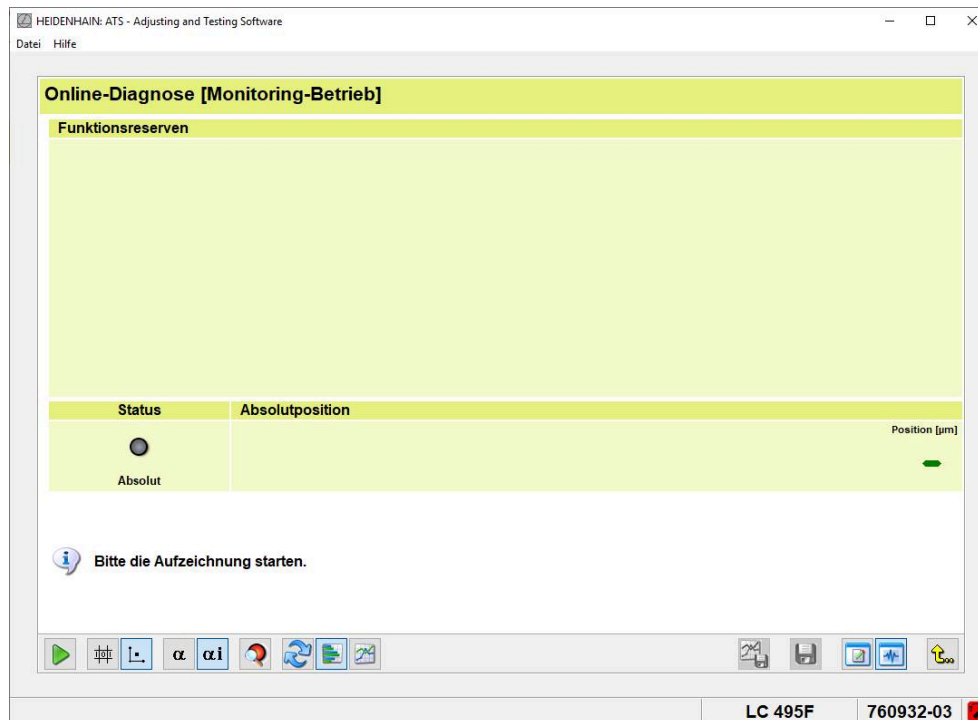 HEIDENHAIN: ATS - Adjusting and Testing Software
Datei Hilfe
Online-Diagnose [Monitoring-Betrieb]
Funktionsreserven
Status Absolutposition
Position [µm]
Absolut
Bitte die Aufzeichnung starten.
α αi
LC 495F 760932-03